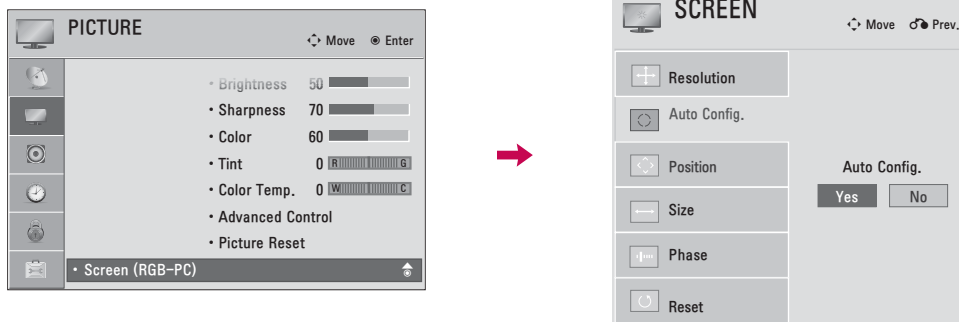 PICTURE
Move Enter
• Brightness 50
• Sharpness 70
• Color 60
• Tint 0 R G
• Color Temp. 0 W C
• Advanced Control
• Picture Reset
• Screen (RGB-PC)
SCREEN
Move Prev.
Resolution
Auto Config.
Position
Size
Phase
Reset
Auto Config.
Yes No